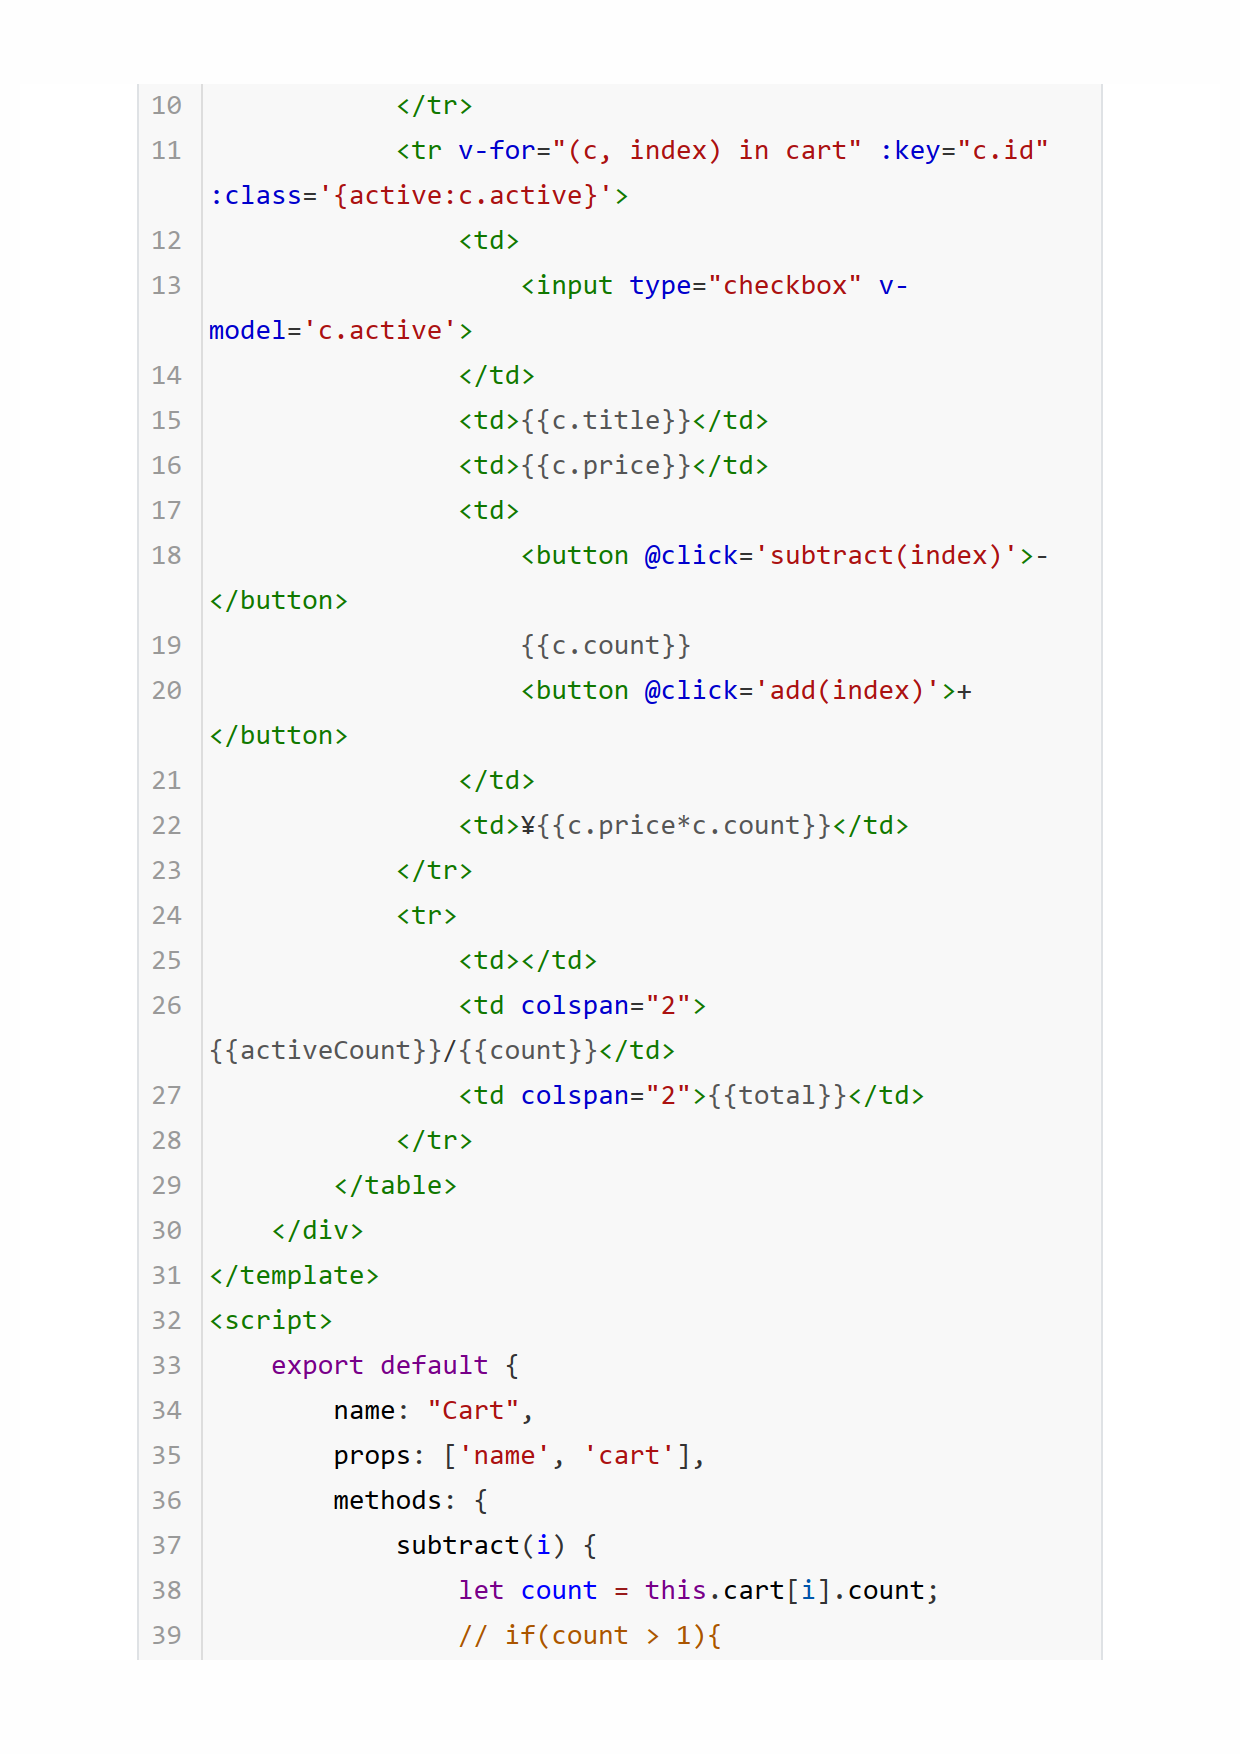 10 </tr>
11 <tr v-for="(c, index) in cart" :key="c.id"
:class='{active:c.active}'>
12 <td>
13 <input type="checkbox" v-
model='c.active'>
14 </td>
15 <td>{{c.title}}</td>
16 <td>{{c.price}}</td>
17 <td>
18 <button @click='subtract(index)'>-
</button>
19 {{c.count}}
20 <button @click='add(index)'>+
</button>
21 </td>
22 <td>¥{{c.price*c.count}}</td>
23 </tr>
24 <tr>
25 <td></td>
26 <td colspan="2">
{{activeCount}}/{{count}}</td>
27 <td colspan="2">{{total}}</td>
28 </tr>
29 </table>
30 </div>
31 </template>
32 <script>
33 export default {
34 name: "Cart",
35 props: ['name', 'cart'],
36 methods: {
37 subtract(i) {
38 let count = this.cart[i].count;
39 // if(count > 1){